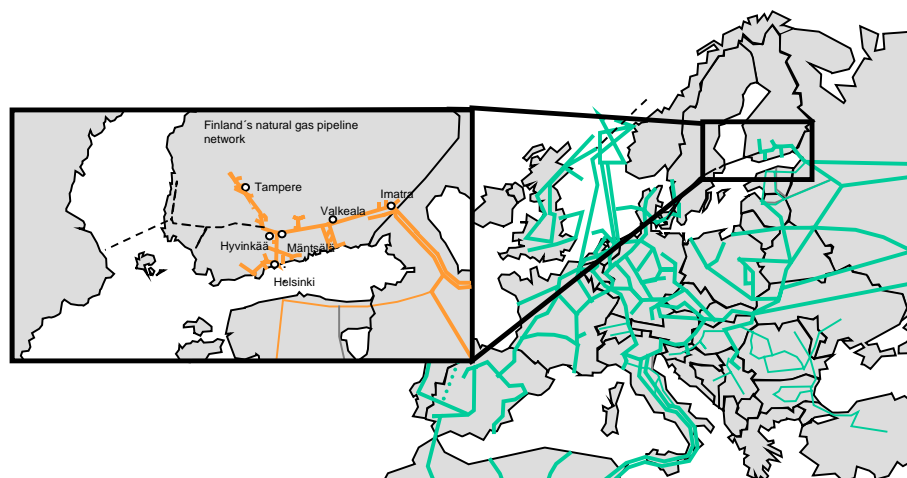 Finland´s natural gas pipeline
network
Tampere
Imatra
Valkeala
Hyvinkää
Mäntsälä
Helsinki